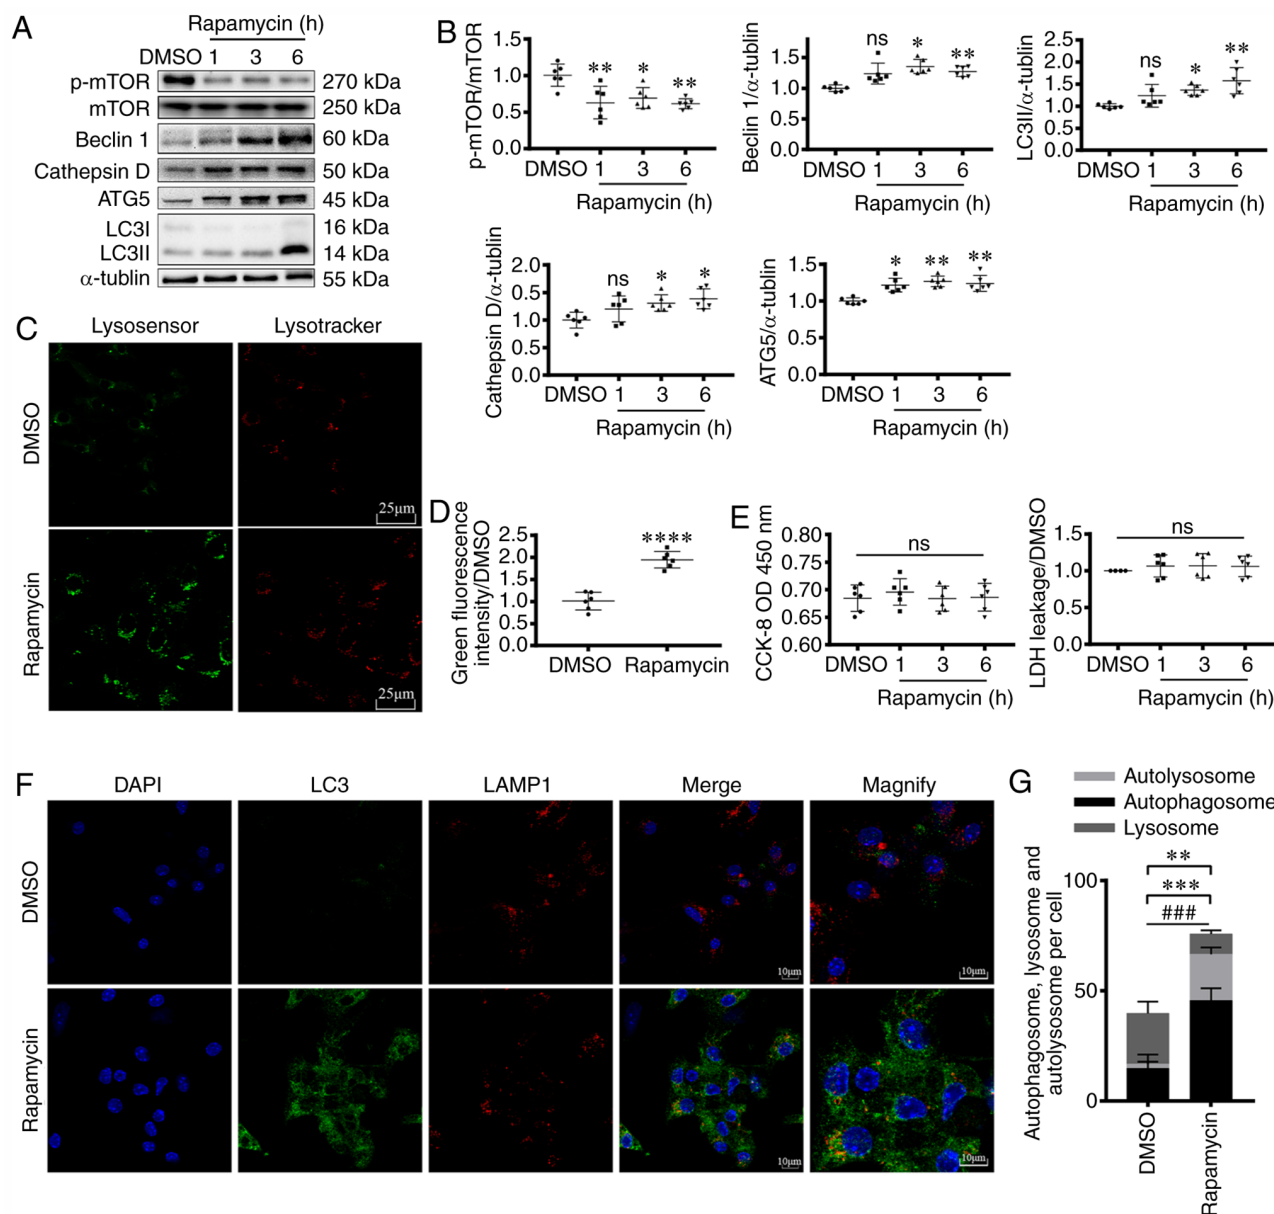 A
Rapamycin (h)
DMSO 1 3 6
p-mTOR 270 kDa
mTOR 250 kDa
Beclin 1 60 kDa
Cathepsin D 50 kDa
ATG5 45 kDa
LC3I 16 kDa
LC3II 14 kDa
α-tublin 55 kDa
B
p-mTOR/mTOR
1.5
1.0
0.5
0.0
** * **
DMSO 1 3 6
Rapamycin (h)
Beclin 1/α-tublin
1.5
1.0
0.5
0.0
ns * **
DMSO 1 3 6
Rapamycin (h)
LC3II/α-tublin
2.5
2.0
1.5
1.0
0.5
0.0
ns * **
DMSO 1 3 6
Rapamycin (h)
Cathepsin D/α-tublin
2.0
0.5
1.0
0.5
0.0
ns * *
DMSO 1 3 6
Rapamycin (h)
ATG5/α-tublin
1.5
1.0
0.5
0.0
* ** **
DMSO 1 3 6
Rapamycin (h)
C
Lysosensor Lysotracker
DMSO
25μm
Rapamycin
25μm
D
Green fluorescence
intensity/DMSO
2.5
2.0
1.5
1.0
0.5
0.0
****
DMSO Rapamycin
E
CCK-8 OD 450 nm
0.80
0.75
0.70
0.65
0.60
ns
DMSO 1 3 6
Rapamycin (h)
LDH leakage/DMSO
1.5
1.0
0.5
0.0
ns
DMSO 1 3 6
Rapamycin (h)
F
DAPI LC3 LAMP1 Merge Magnify
DMSO
10μm 10μm
Rapamycin
10μm 10μm
G
Autolysosome
Autophagosome
Lysosome
Autophagosome, lysosome and
autolysosome per cell
100
50
0
**
***
###
DMSO
Rapamycin